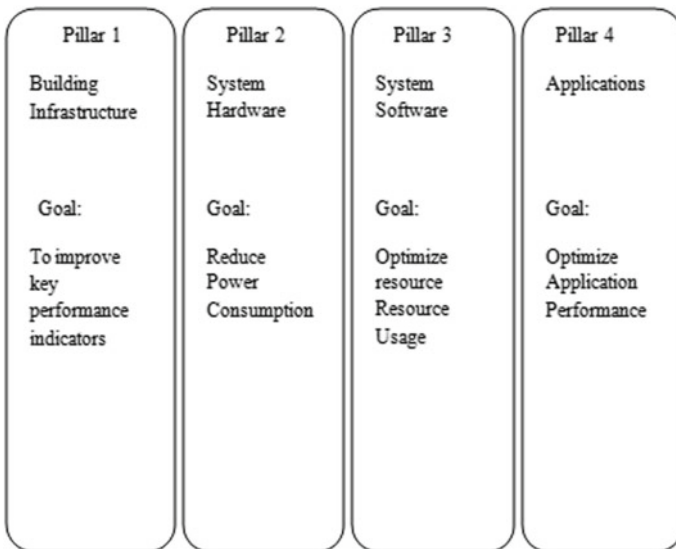 Pillar 1
Building
Infrastructure
Goal:
To improve
key
performance
indicators
Pillar 2
System
Hardware
Goal:
Reduce
Power
Consumption
Pillar 3
System
Software
Goal:
Optimize
resource
Resource
Usage
Pillar 4
Applications
Goal:
Optimize
Application
Performance